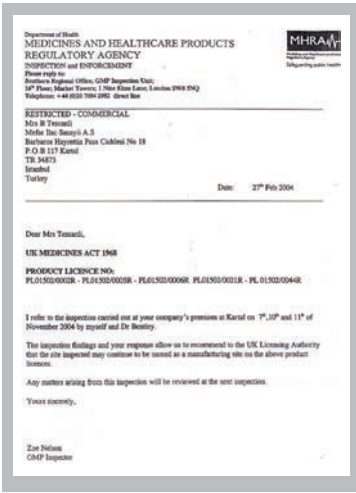 Department of Health
MEDICINES AND HEALTHCARE PRODUCTS
REGULATORY AGENCY
INSPECTION and ENFORCEMENT
Please reply to:
Southern Regional Office; GMP Inspection Unit;
16th Floor; Market Towers; 1 Nine Elms Lane; London SW8 5NQ
Telephone: +44 (0)20 7084 direct line
MHRA
Safeguarding public health
RESTRICTED - COMMERCIAL
Mrs B
Ilac Sanayii A.S
Barbaros Hayrettin Pasa Caddesi No 18
P.O.B 117 Kartal
TR 34873
Istanbul
Turkey
Date: 27th Feb 2004
Dear Mrs
UK MEDICINES ACT 1968
PRODUCT LICENCE NO:
PL01502/0002R - PL01502/0003R - PL01502/0006R PL01502/0021R - PL 01502/0044R
I refer to the inspection carried out at your company's premises at Kartal on 7th,10th and 11th of
November 2004 by myself and Dr Bentley.
The inspection findings and your response allow us to recommend to the UK Licensing Authority
that the site inspected may continue to be named as a manufacturing site on the above product
licences.
Any matters arising from this inspection will be reviewed at the next inspection.
Yours sincerely,
Zoe Nelson
GMP Inspector